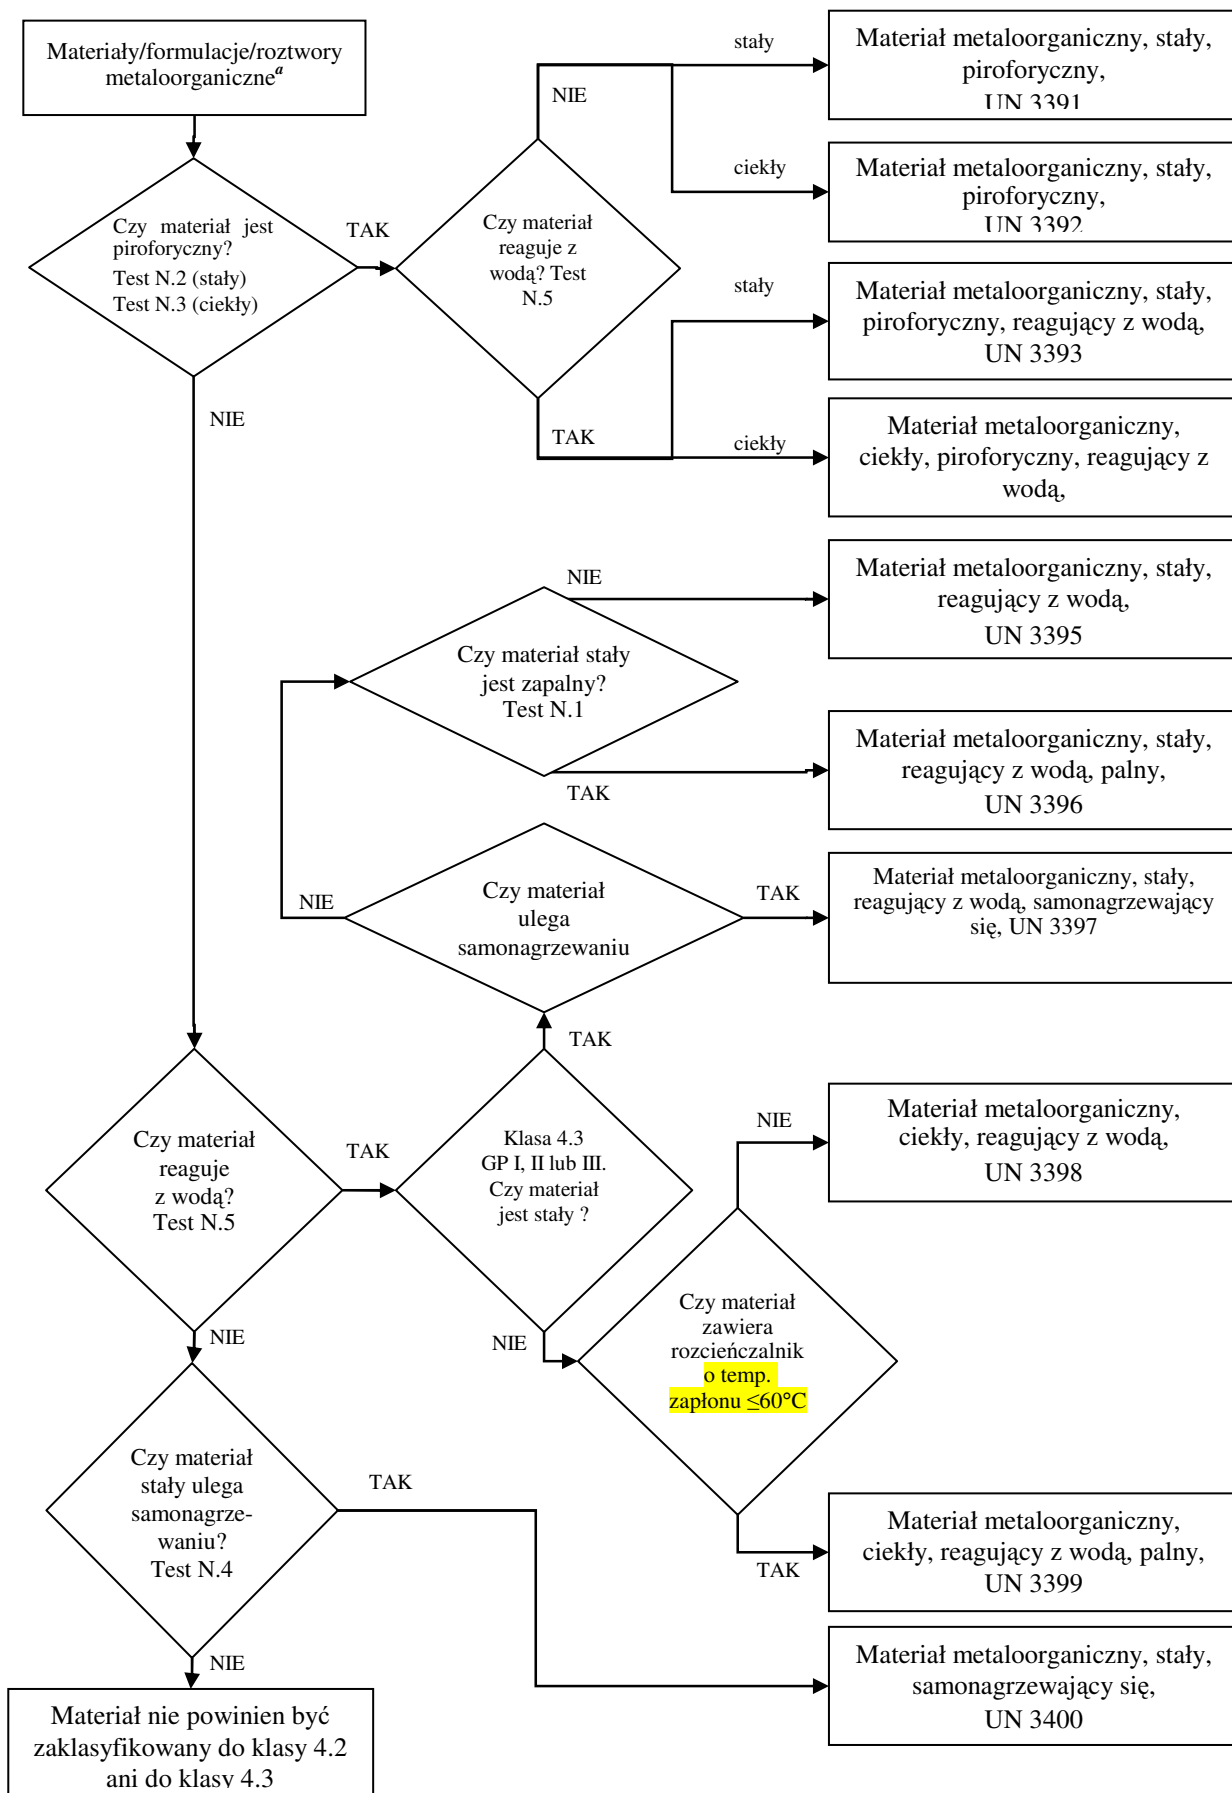 Materiały/formulacje/roztwory
metaloorganiczneᵃ
stały
Materiał metaloorganiczny, stały,
piroforyczny,
UN 3391
NIE
ciekły
Materiał metaloorganiczny, stały,
piroforyczny,
UN 3392
Czy materiał jest
piroforyczny?
Test N.2 (stały)
Test N.3 (ciekły)
TAK
Czy materiał
reaguje z
wodą? Test
N.5
stały
Materiał metaloorganiczny, stały,
piroforyczny, reagujący z wodą,
UN 3393
NIE
TAK
ciekły
Materiał metaloorganiczny,
ciekły, piroforyczny, reagujący z
wodą,
NIE
Materiał metaloorganiczny, stały,
reagujący z wodą,
UN 3395
Czy materiał stały
jest zapalny?
Test N.1
TAK
Materiał metaloorganiczny, stały,
reagujący z wodą, palny,
UN 3396
NIE
Czy materiał
ulega
samonagrzewaniu
TAK
Materiał metaloorganiczny, stały,
reagujący z wodą, samonagrzewający
się, UN 3397
TAK
Czy materiał
reaguje
z wodą?
Test N.5
TAK
Klasa 4.3
GP I, II lub III.
Czy materiał
jest stały ?
NIE
Materiał metaloorganiczny,
ciekły, reagujący z wodą,
UN 3398
NIE
NIE
Czy materiał
zawiera
rozcieńczalnik
o temp.
zapłonu ≤60°C
Czy materiał
stały ulega
samonagrze-
waniu?
Test N.4
TAK
TAK
Materiał metaloorganiczny,
ciekły, reagujący z wodą, palny,
UN 3399
NIE
Materiał metaloorganiczny, stały,
samonagrzewający się,
UN 3400
Materiał nie powinien być
zaklasyfikowany do klasy 4.2
ani do klasy 4.3